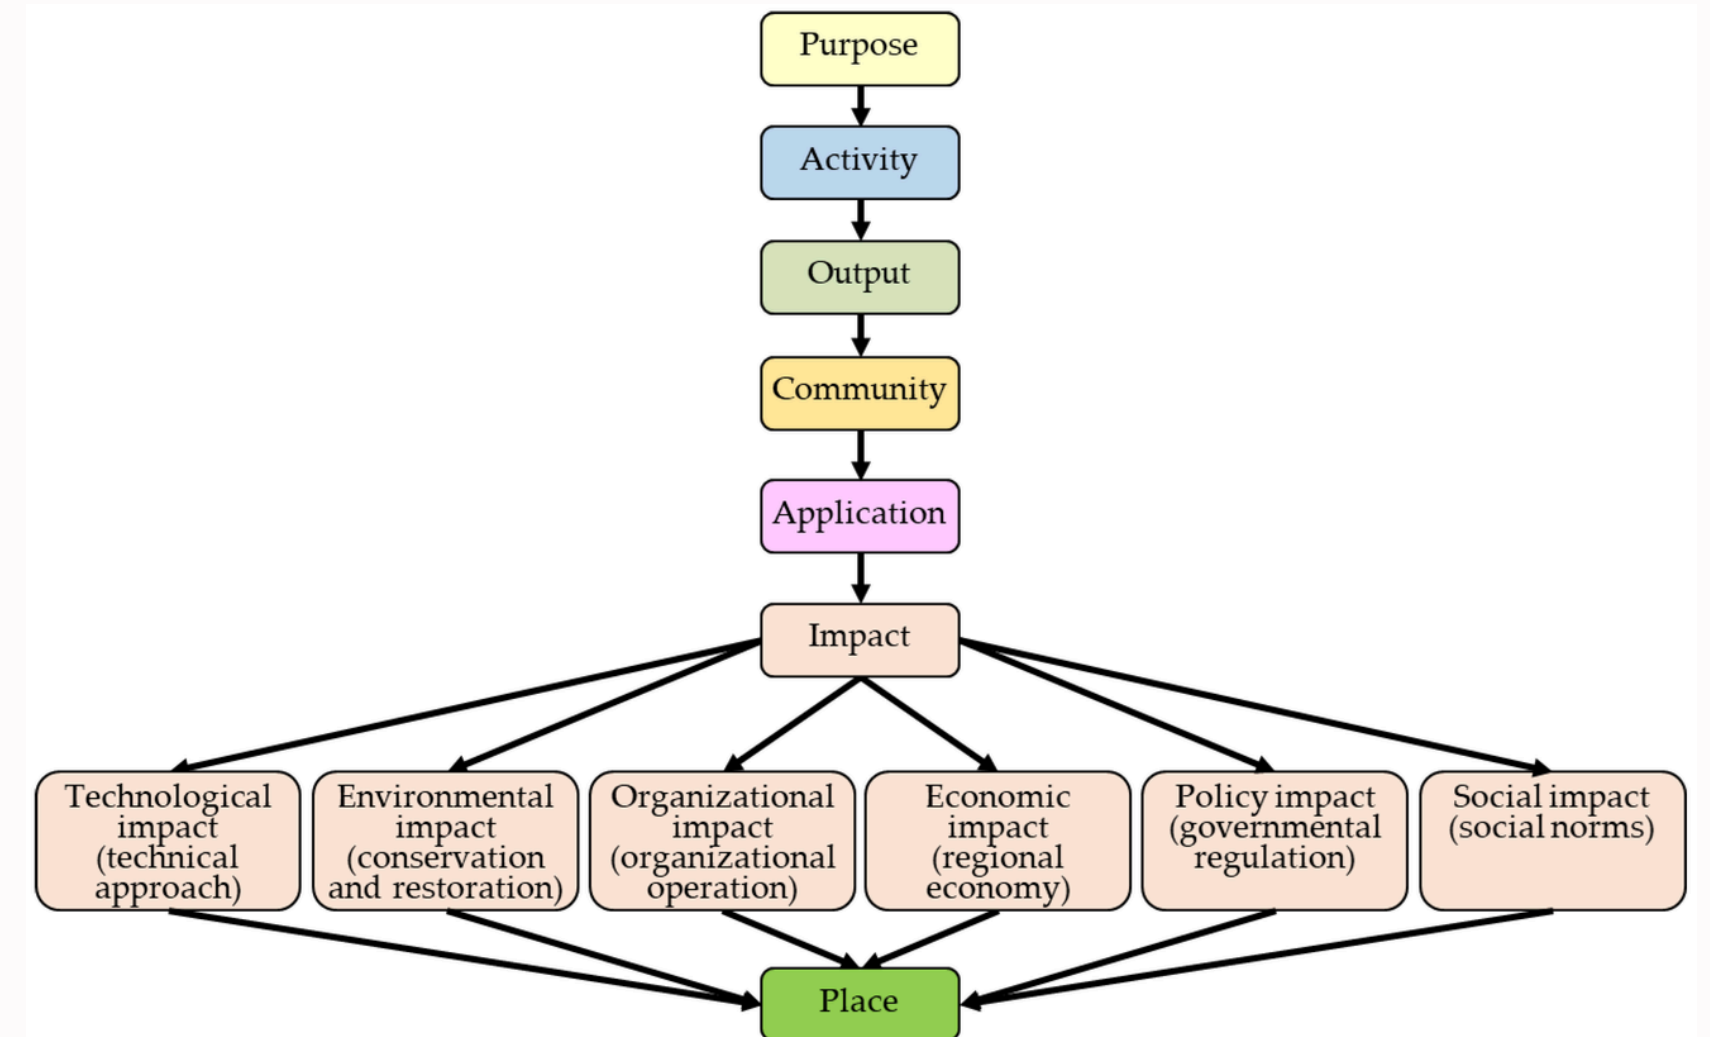 Purpose
Activity
Output
Community
Application
Impact
Technological
impact
(technical
approach)
Environmental
impact
(conservation
and restoration)
Organizational
impact
(organizational
operation)
Economic
impact
(regional
economy)
Policy impact
(governmental
regulation)
Social impact
(social norms)
Place